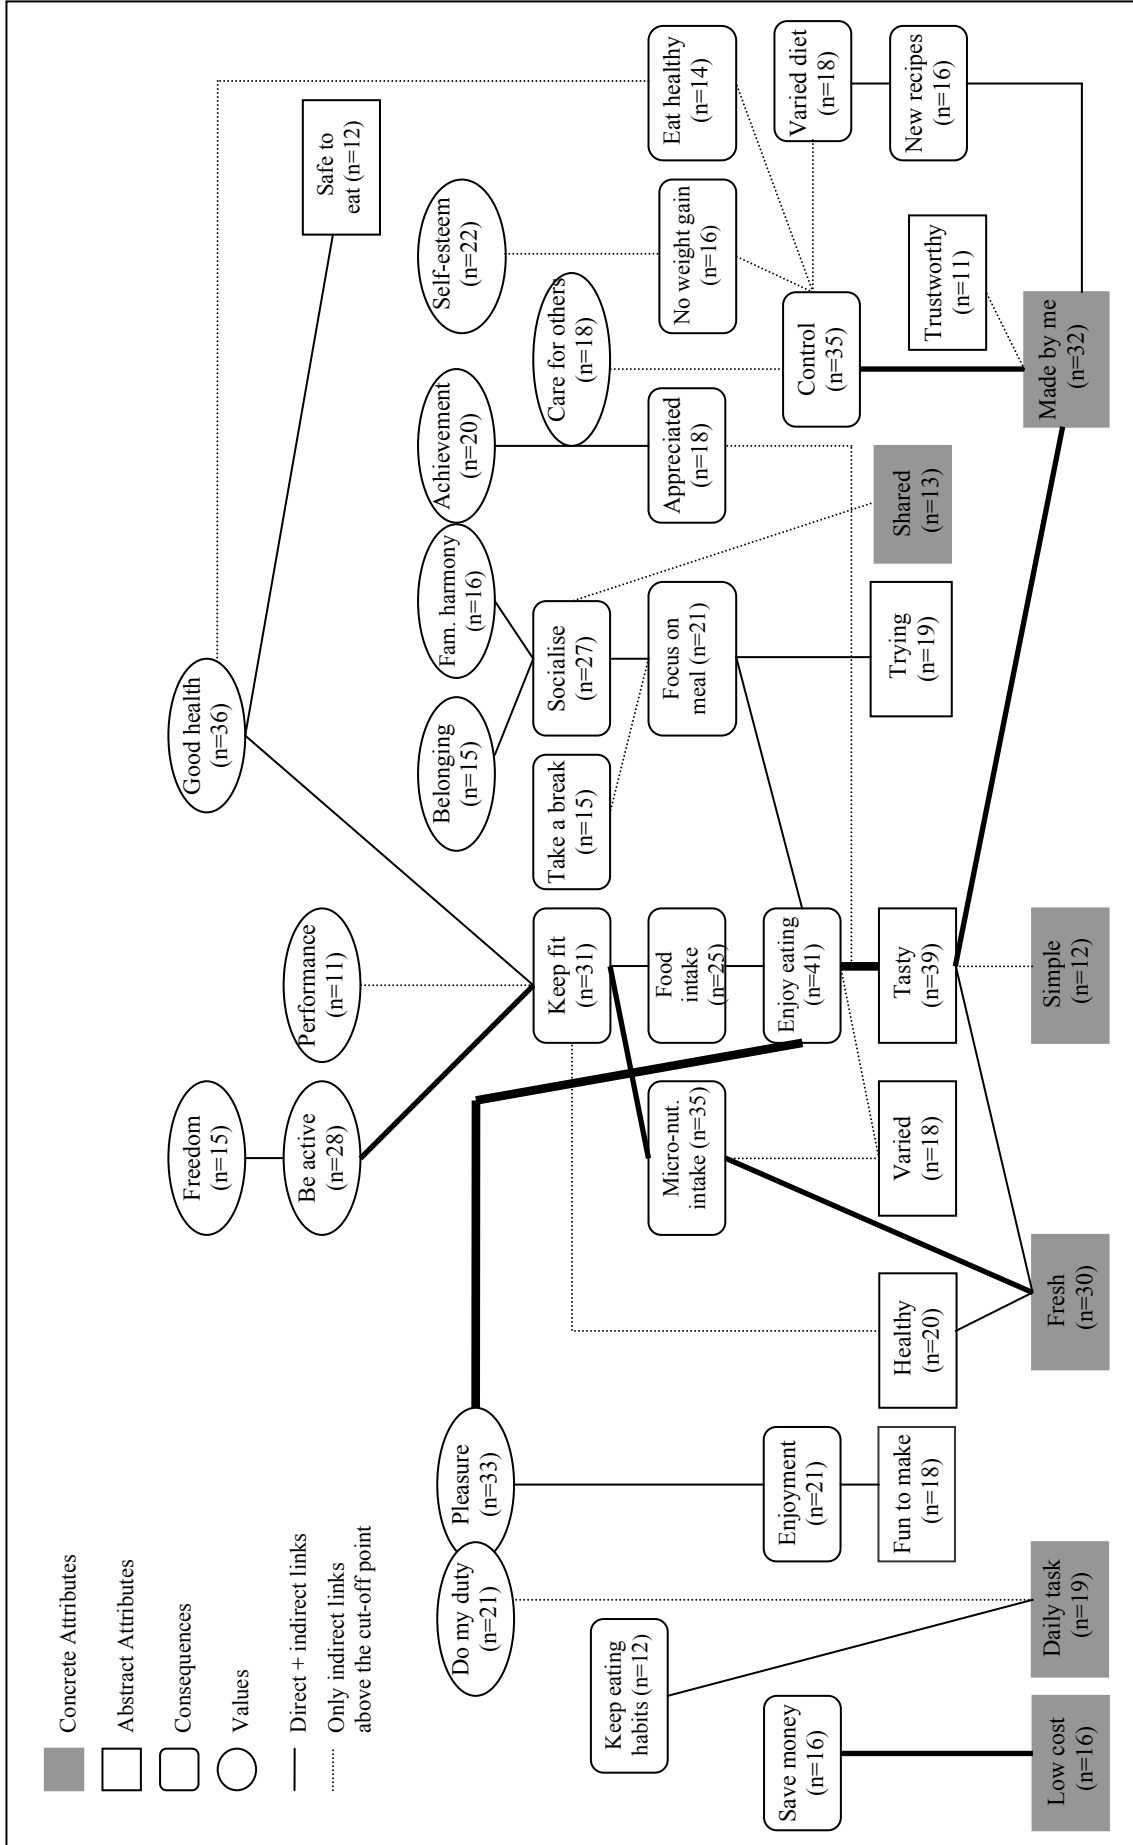 Concrete Attributes
Abstract Attributes
Consequences
Values
Direct + indirect links
Only indirect links
above the cut-off point
Freedom
(n=15)
Good health
(n=36)
Be active
(n=28)
Performance
(n=11)
Safe to
eat (n=12)
Do my duty
(n=21)
Pleasure
(n=33)
Belonging
(n=15)
Fam. harmony
(n=16)
Achievement
(n=20)
Self-esteem
(n=22)
Keep fit
(n=31)
Take a break
(n=15)
Socialise
(n=27)
Care for others
(n=18)
Keep eating
habits (n=12)
Micro-nut.
intake (n=35)
Food
intake
(n=25)
Focus on
meal (n=21)
Appreciated
(n=18)
No weight gain
(n=16)
Eat healthy
(n=14)
Save money
(n=16)
Enjoyment
(n=21)
Enjoy eating
(n=41)
Control
(n=35)
Varied diet
(n=18)
Fun to make
(n=18)
Healthy
(n=20)
Varied
(n=18)
Tasty
(n=39)
Trying
(n=19)
Shared
(n=13)
Trustworthy
(n=11)
New recipes
(n=16)
Low cost
(n=16)
Daily task
(n=19)
Fresh
(n=30)
Simple
(n=12)
Made by me
(n=32)